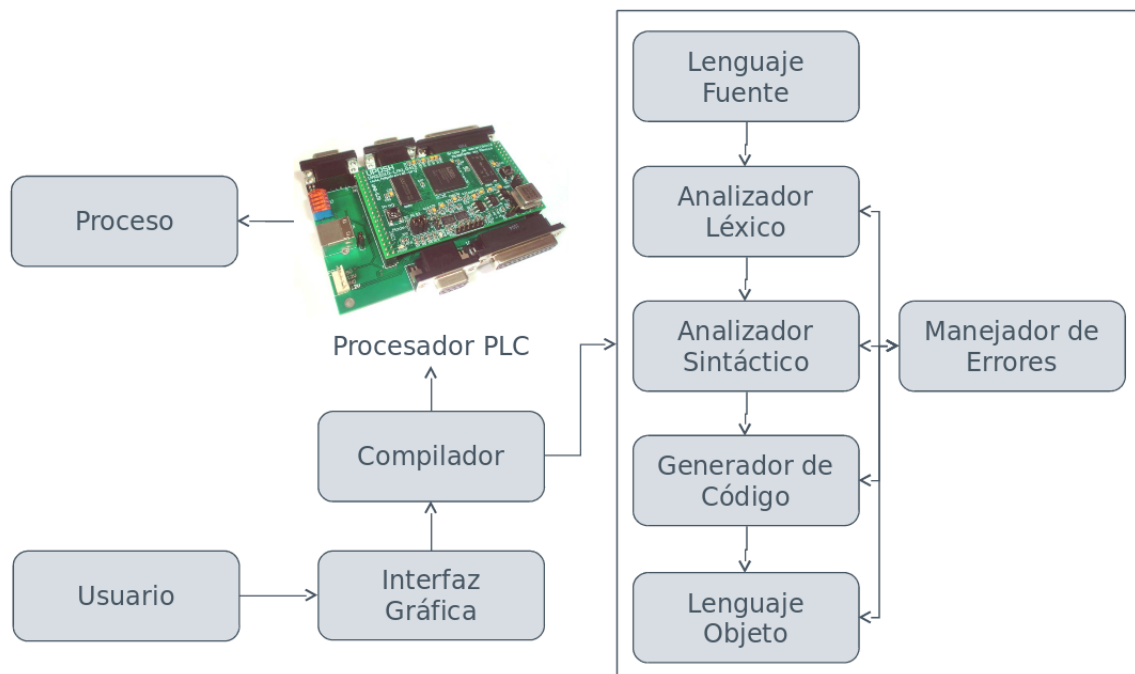 Lenguaje
Fuente
Proceso
Analizador
Léxico
Procesador PLC
Analizador
Sintáctico
Manejador de
Errores
Compilador
Generador de
Código
Usuario
Interfaz
Gráfica
Lenguaje
Objeto